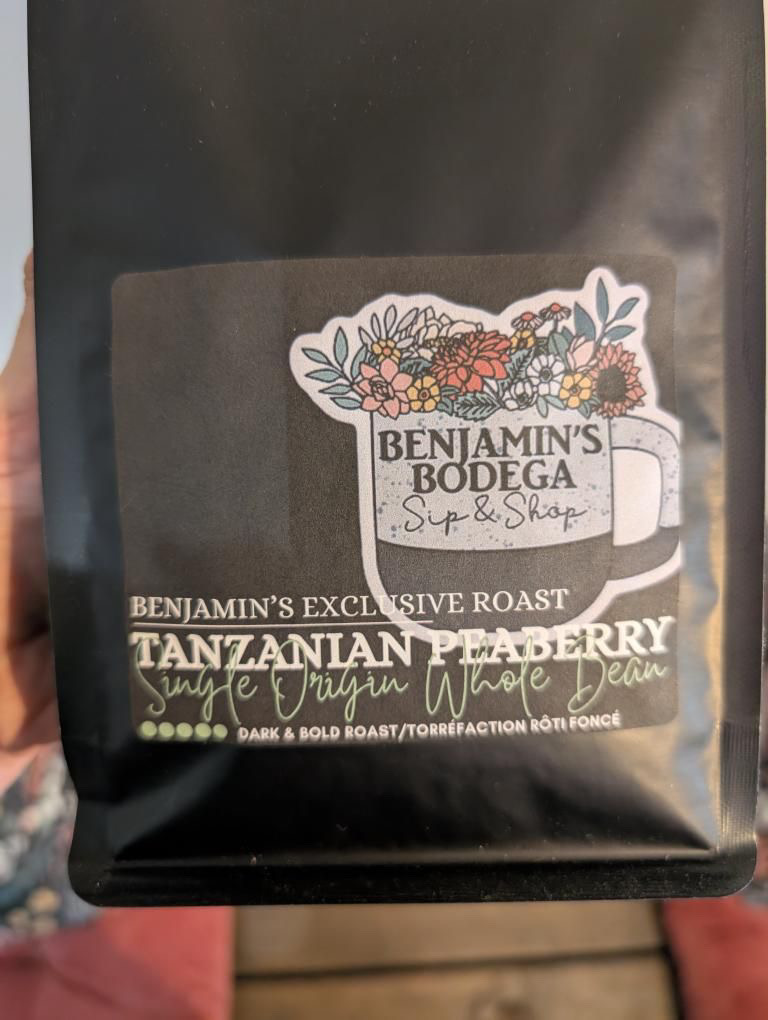 BENJAMIN'S
BODEGA
Sip & Shop
BENJAMIN'S EXCLUSIVE ROAST
TANZANIAN PEABERRY
Single Origin Whole Bean
DARK & BOLD ROAST/TORRÉFACTION RÔTI FONCÉ